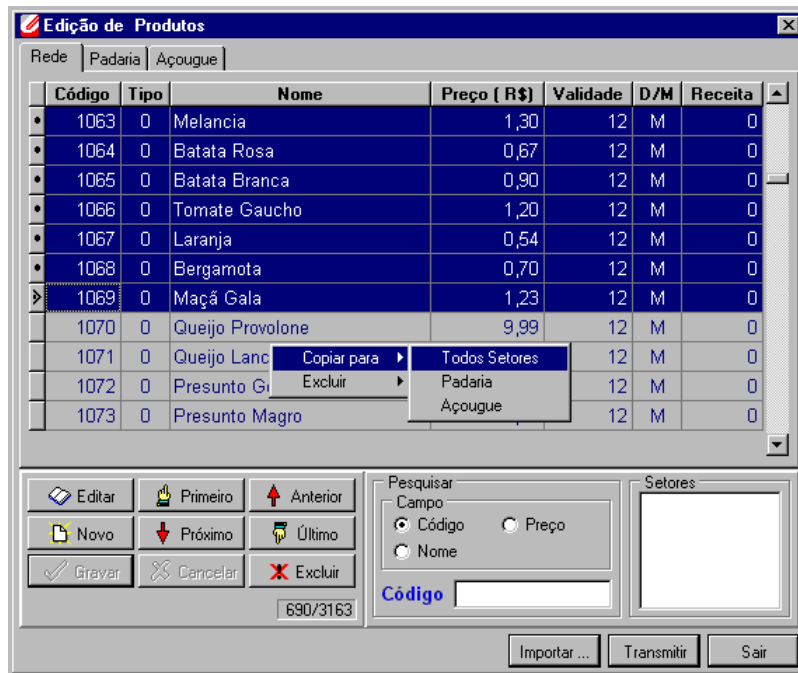 Edição de Produtos
Rede Padaria Açougue
Código Tipo Nome Preço ( R$) Validade D/M Receita
1063 0 Melancia 1,30 12 M 0
1064 0 Batata Rosa 0,67 12 M 0
1065 0 Batata Branca 0,90 12 M 0
1066 0 Tomate Gaucho 1,20 12 M 0
1067 0 Laranja 0,54 12 M 0
1068 0 Bergamota 0,70 12 M 0
1069 0 Maçã Gala 1,23 12 M 0
1070 0 Queijo Provolone 9,99 12 M 0
1071 0 Queijo Lanc 12 M 0
Copiar para Todos Setores
1072 0 Presunto 12 M 0
Excluir Padaria
Açougue
1073 0 Presunto Magro 12 M 0
Editar Primeiro Anterior
Novo Próximo Último
Gravar Cancelar Excluir
690/3163
Pesquisar
Campo
Código Preço
Nome
Código
Setores
Importar ... Transmitir Sair